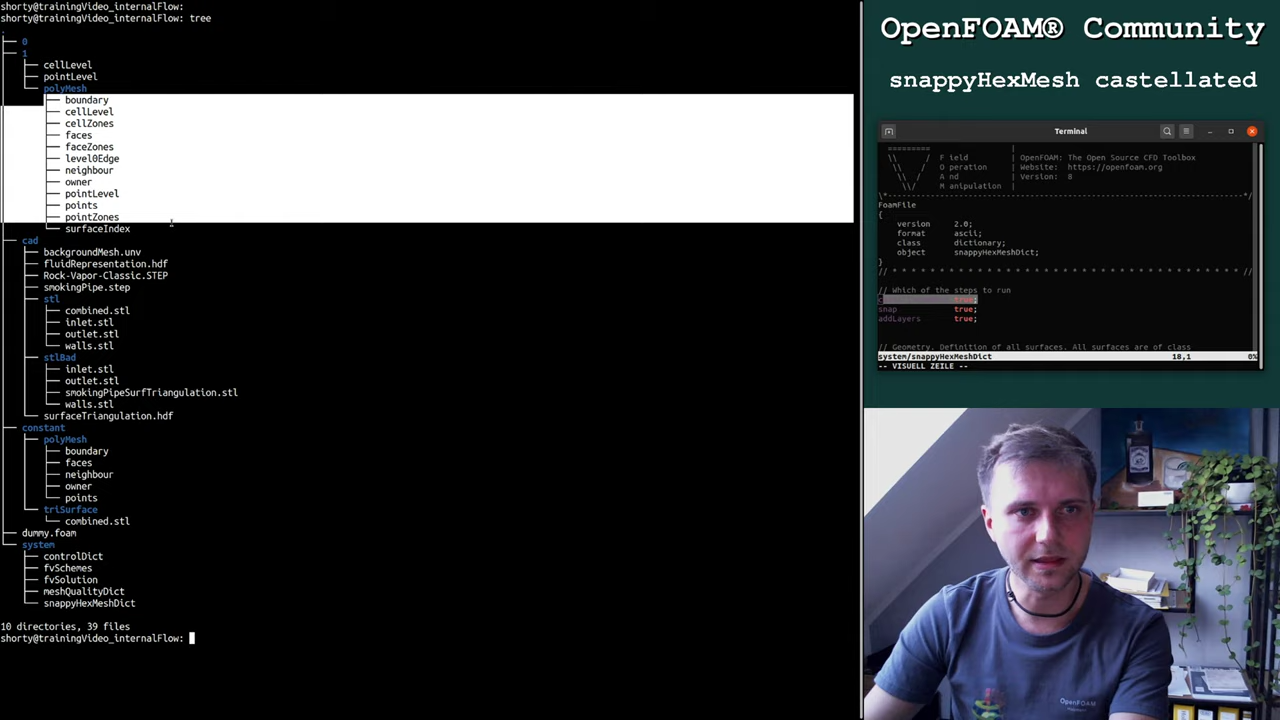 shorty@trainingVideo_internalFlow:
shorty@trainingVideo_internalFlow: tree
.
├── 0
├── 1
│   ├── cellLevel
│   ├── pointLevel
│   └── polyMesh
│       ├── boundary
│       ├── cellLevel
│       ├── cellZones
│       ├── faces
│       ├── faceZones
│       ├── level0Edge
│       ├── neighbour
│       ├── owner
│       ├── pointLevel
│       ├── points
│       ├── pointZones
│       └── surfaceIndex
├── cad
│   ├── backgroundMesh.unv
│   ├── fluidRepresentation.hdf
│   ├── Rock-Vapor-Classic.STEP
│   ├── smokingPipe.step
│   ├── stl
│   │   ├── combined.stl
│   │   ├── inlet.stl
│   │   ├── outlet.stl
│   │   └── walls.stl
│   ├── stlBad
│   │   ├── inlet.stl
│   │   ├── outlet.stl
│   │   ├── smokingPipeSurfTriangulation.stl
│   │   └── walls.stl
│   └── surfaceTriangulation.hdf
├── constant
│   ├── polyMesh
│   │   ├── boundary
│   │   ├── faces
│   │   ├── neighbour
│   │   ├── owner
│   │   └── points
│   └── triSurface
│       └── combined.stl
├── dummy.foam
└── system
    ├── controlDict
    ├── fvSchemes
    ├── fvSolution
    ├── meshQualityDict
    └── snappyHexMeshDict
10 directories, 39 files
shorty@trainingVideo_internalFlow:
OpenFOAM® Community
snappyHexMesh castellated
Terminal
========= |
\\ / F ield | OpenFOAM: The Open Source CFD Toolbox
\\ / O peration | Website: https://openfoam.org
\\ / A nd | Version: 8
\\/ M anipulation |
\*---------------------------------------------------------------------------*/
FoamFile
{
version 2.0;
format ascii;
class dictionary;
object snappyHexMeshDict;
}
// * * * * * * * * * * * * * * * * * * * * * * * * * * * * * * * * * * * * * //
// Which of the steps to run
true;
snap true;
addLayers true;
// Geometry. Definition of all surfaces. All surfaces are of class
system/snappyHexMeshDict 18,1 0%
-- VISUELL ZEILE --
OpenFOAM